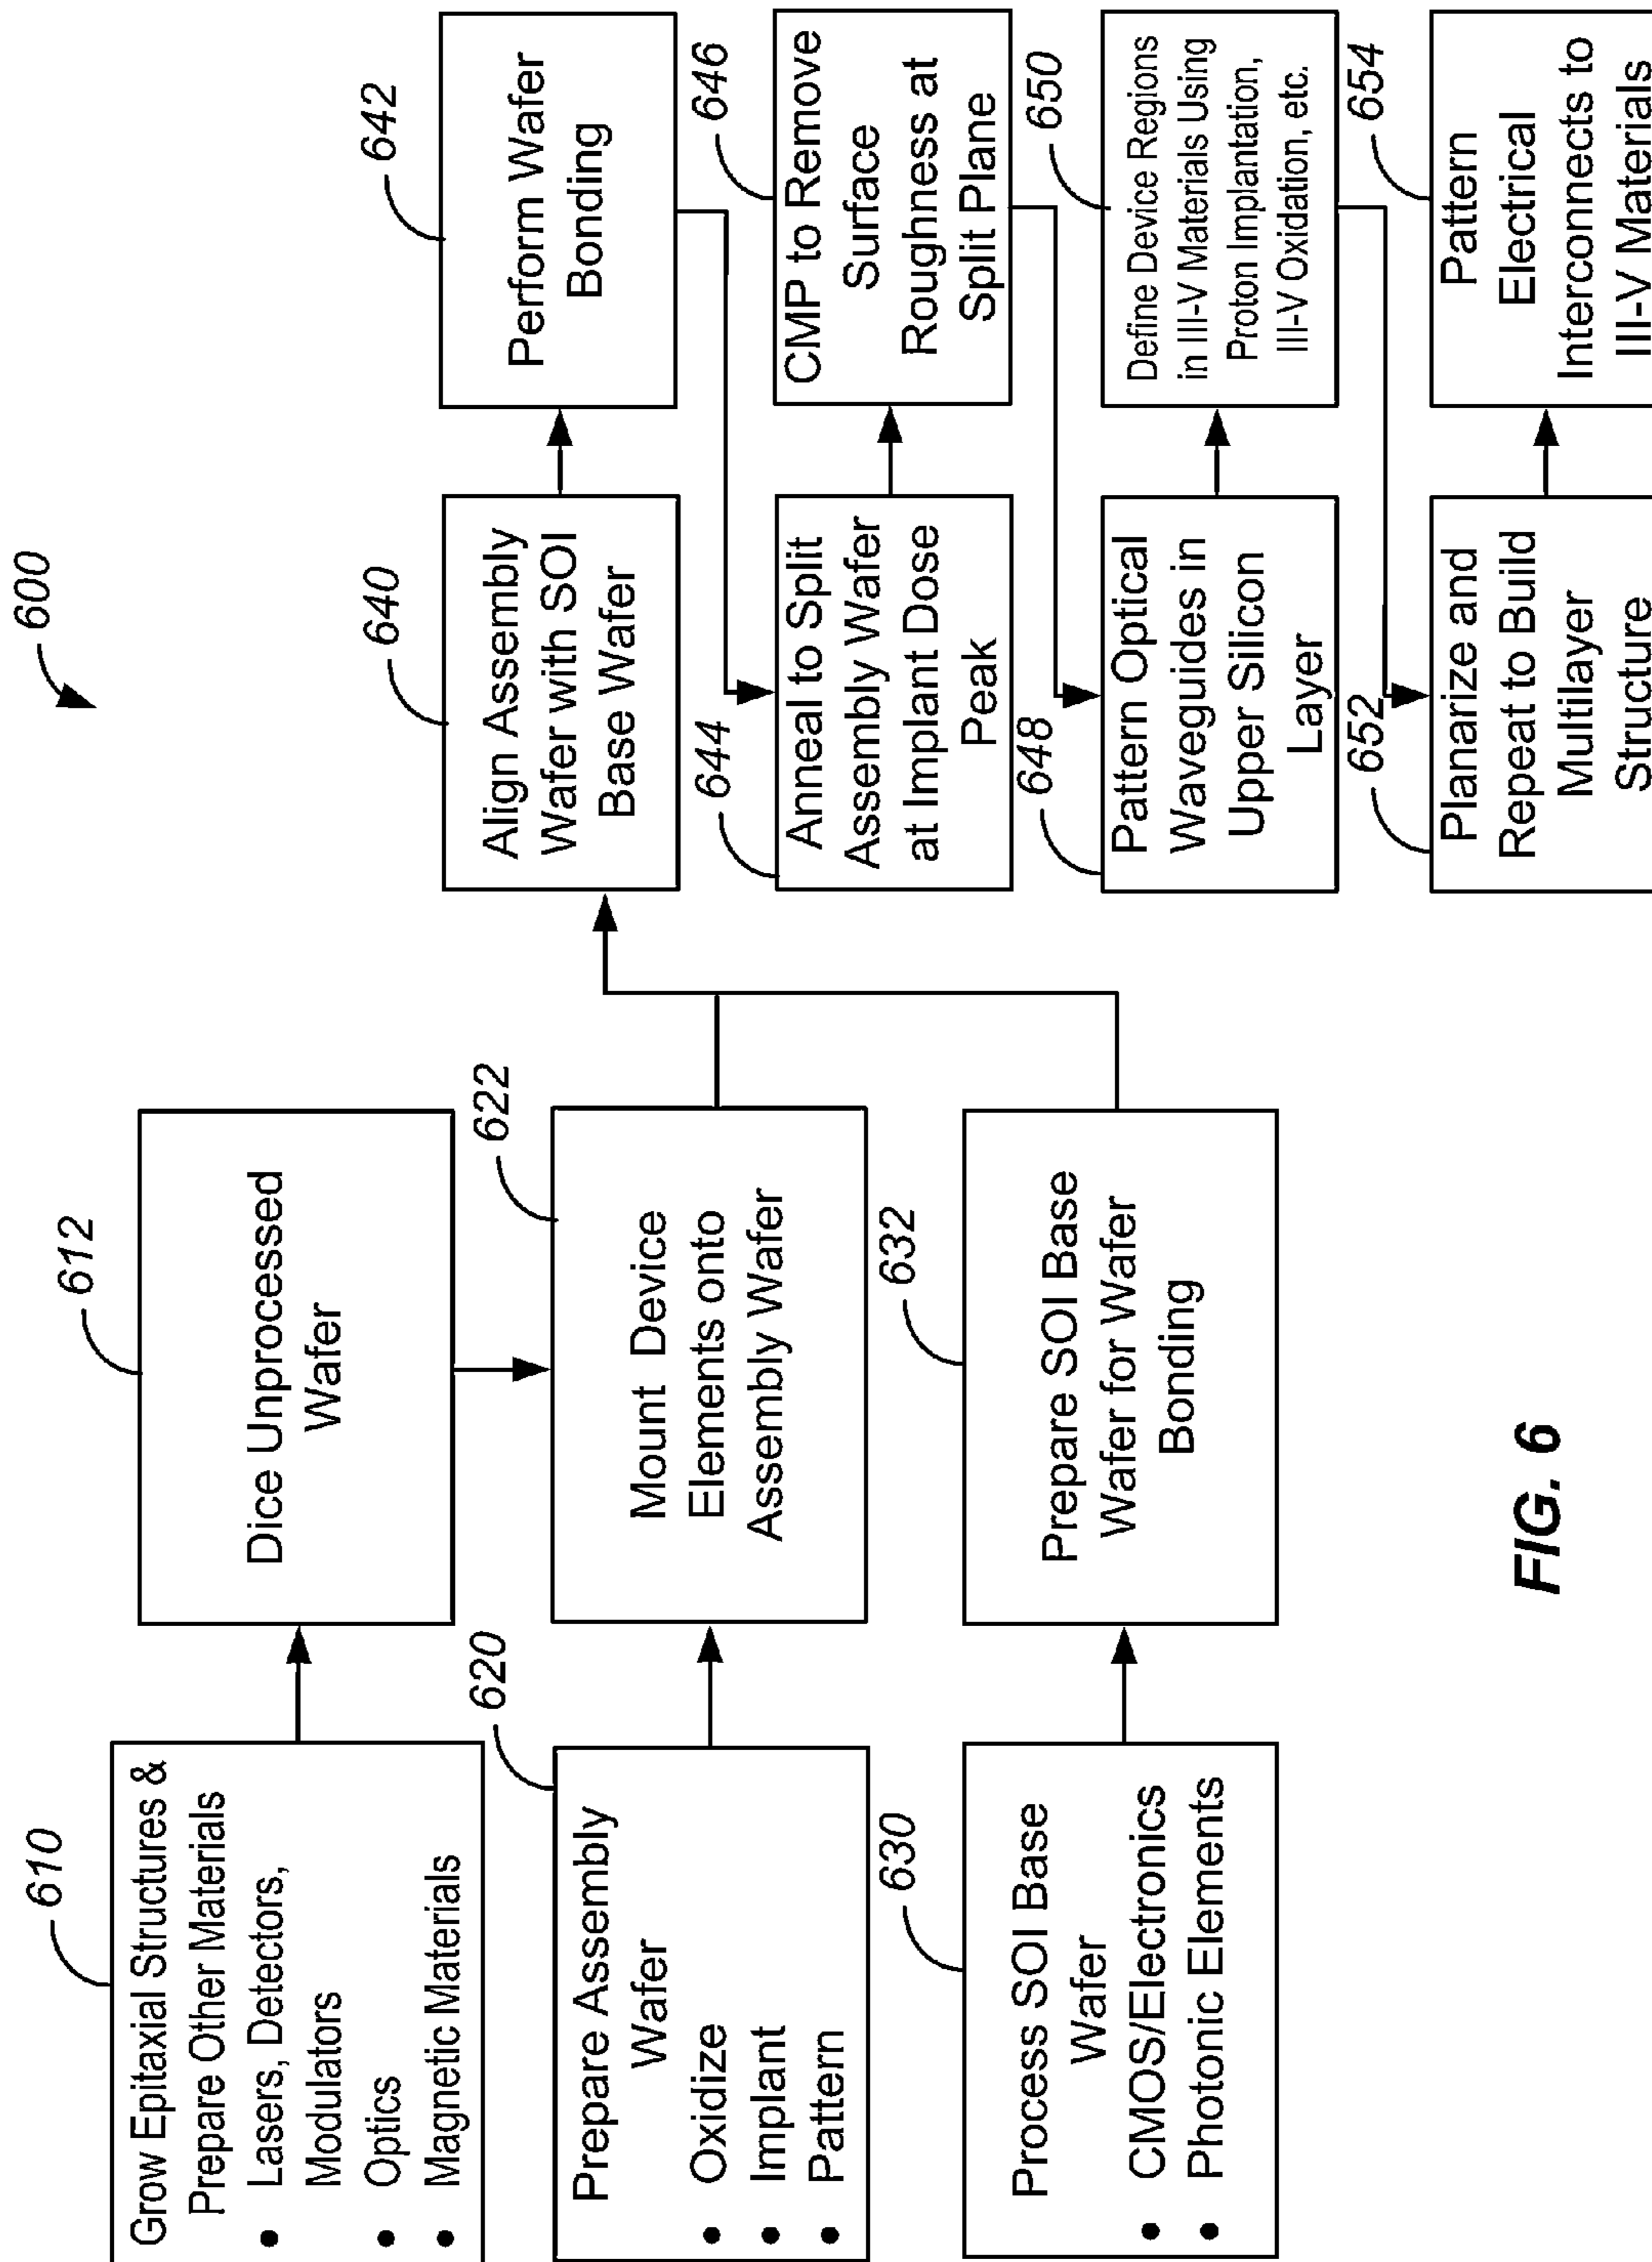 600
610
Grow Epitaxial Structures &
Prepare Other Materials
• Lasers, Detectors,
Modulators
• Optics
• Magnetic Materials
612
Dice Unprocessed
Wafer
620
Prepare Assembly
Wafer
• Oxidize
• Implant
• Pattern
622
Mount Device
Elements onto
Assembly Wafer
630
Process SOI Base
Wafer
• CMOS/Electronics
• Photonic Elements
632
Prepare SOI Base
Wafer for Wafer
Bonding
640
Align Assembly
Wafer with SOI
Base Wafer
642
Perform Wafer
Bonding
644
Anneal to Split
Assembly Wafer
at Implant Dose
Peak
646
CMP to Remove
Surface
Roughness at
Split Plane
648
Pattern Optical
Waveguides in
Upper Silicon
Layer
650
Define Device Regions
in III-V Materials Using
Proton Implantation,
III-V Oxidation, etc.
652
Planarize and
Repeat to Build
Multilayer
Structure
654
Pattern
Electrical
Interconnects to
III-V Materials
FIG. 6